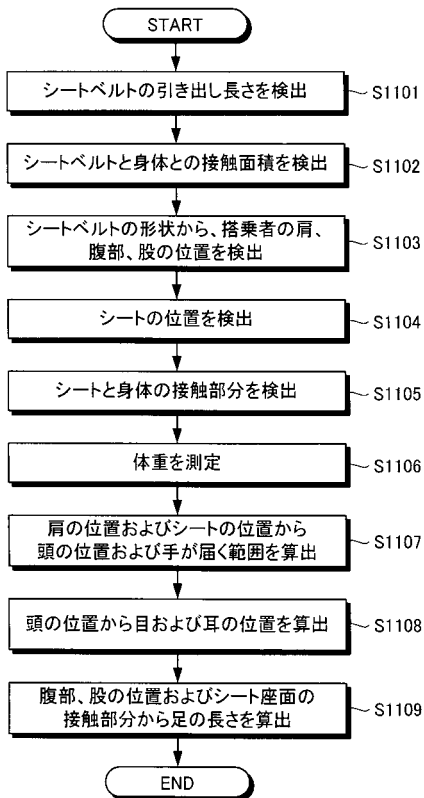 START
シートベルトの引き出し長さを検出
S1101
シートベルトと身体との接触面積を検出
S1102
シートベルトの形状から、搭乗者の肩、
腹部、股の位置を検出
S1103
シートの位置を検出
S1104
シートと身体の接触部分を検出
S1105
体重を測定
S1106
肩の位置およびシートの位置から
頭の位置および手が届く範囲を算出
S1107
頭の位置から目および耳の位置を算出
S1108
腹部、股の位置およびシート座面の
接触部分から足の長さを算出
S1109
END